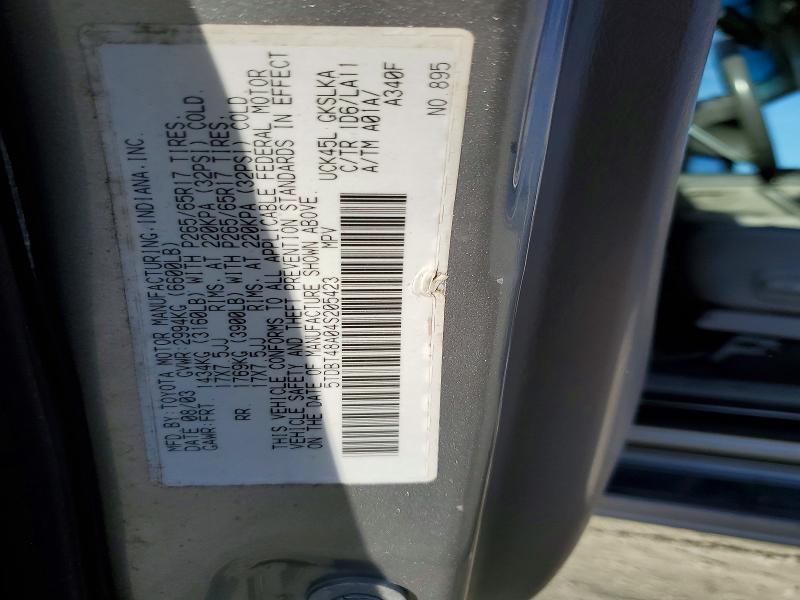 MFD.BY:TOYOTA MOTOR MANUFACTURING,INDIANA,INC.
DATE 08/03 GVWR:2994KG(6600LB)
GAWR:FRT. 1434KG(3160LB)WITH P265/65R17 TIRES,
17X7.5JJ RIMS, AT 220KPA(32PSI) COLD.
RR. 1769KG(3900LB)WITH P265/65R17 TIRES,
17X7.5JJ RIMS, AT 220KPA(32PSI) COLD
THIS VEHICLE CONFORMS TO ALL APPLICABLE FEDERAL MOTOR
VEHICLE SAFETY AND THEFT PREVENTION STANDARDS IN EFFECT
ON THE DATE OF MANUFACTURE SHOWN ABOVE.
5TDBT48A04S205423 MPV
UCK45L GKSLKA
C/TR 1D6/LA11
A/TM A01A/
A340F
NO 895